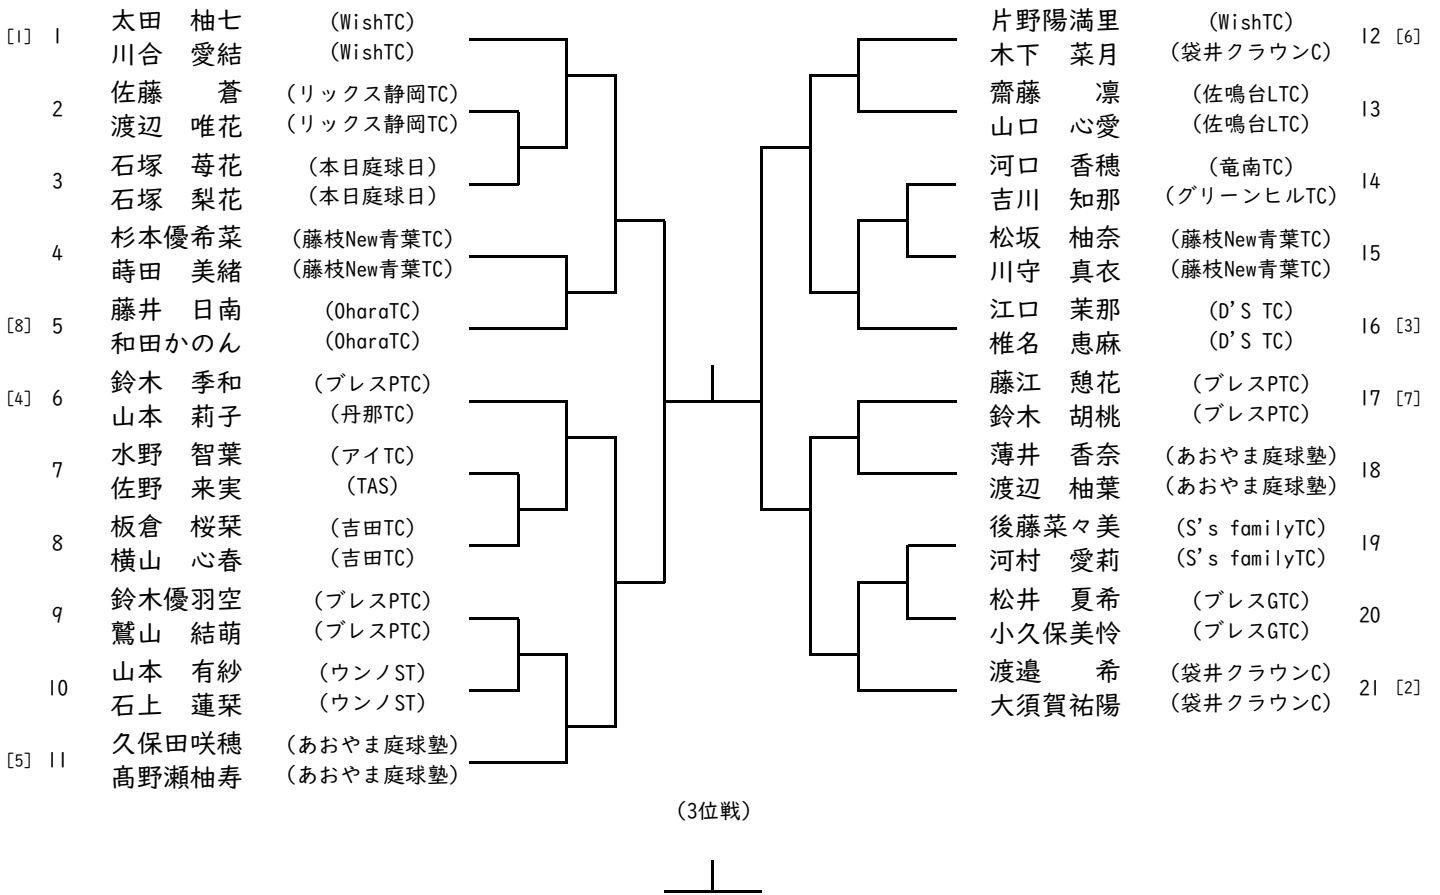 [1] 1 太田　柚七 (WishTC)
川合　愛結 (WishTC)
2 佐藤　　蒼 (リックス静岡TC)
渡辺　唯花 (リックス静岡TC)
3 石塚　苺花 (本日庭球日)
石塚　梨花 (本日庭球日)
4 杉本優希菜 (藤枝New青葉TC)
蒔田　美緒 (藤枝New青葉TC)
[8] 5 藤井　日南 (OharaTC)
和田かのん (OharaTC)
[4] 6 鈴木　季和 (ブレスPTC)
山本　莉子 (丹那TC)
7 水野　智葉 (アイTC)
佐野　来実 (TAS)
8 板倉　桜栞 (吉田TC)
横山　心春 (吉田TC)
9 鈴木優羽空 (ブレスPTC)
鷲山　結萌 (ブレスPTC)
10 山本　有紗 (ウンノST)
石上　蓮栞 (ウンノST)
[5] 11 久保田咲穂 (あおやま庭球塾)
髙野瀬柚寿 (あおやま庭球塾)
片野陽満里 (WishTC) 12 [6]
木下　菜月 (袋井クラウンC)
齋藤　　凛 (佐鳴台LTC) 13
山口　心愛 (佐鳴台LTC)
河口　香穂 (竜南TC) 14
吉川　知那 (グリーンヒルTC)
松坂　柚奈 (藤枝New青葉TC) 15
川守　真衣 (藤枝New青葉TC)
江口　茉那 (D'S TC) 16 [3]
椎名　恵麻 (D'S TC)
藤江　憩花 (ブレスPTC) 17 [7]
鈴木　胡桃 (ブレスPTC)
薄井　香奈 (あおやま庭球塾) 18
渡辺　柚葉 (あおやま庭球塾)
後藤菜々美 (S's familyTC) 19
河村　愛莉 (S's familyTC)
松井　夏希 (ブレスGTC) 20
小久保美怜 (ブレスGTC)
渡邉　　希 (袋井クラウンC) 21 [2]
大須賀祐陽 (袋井クラウンC)
(3位戦)